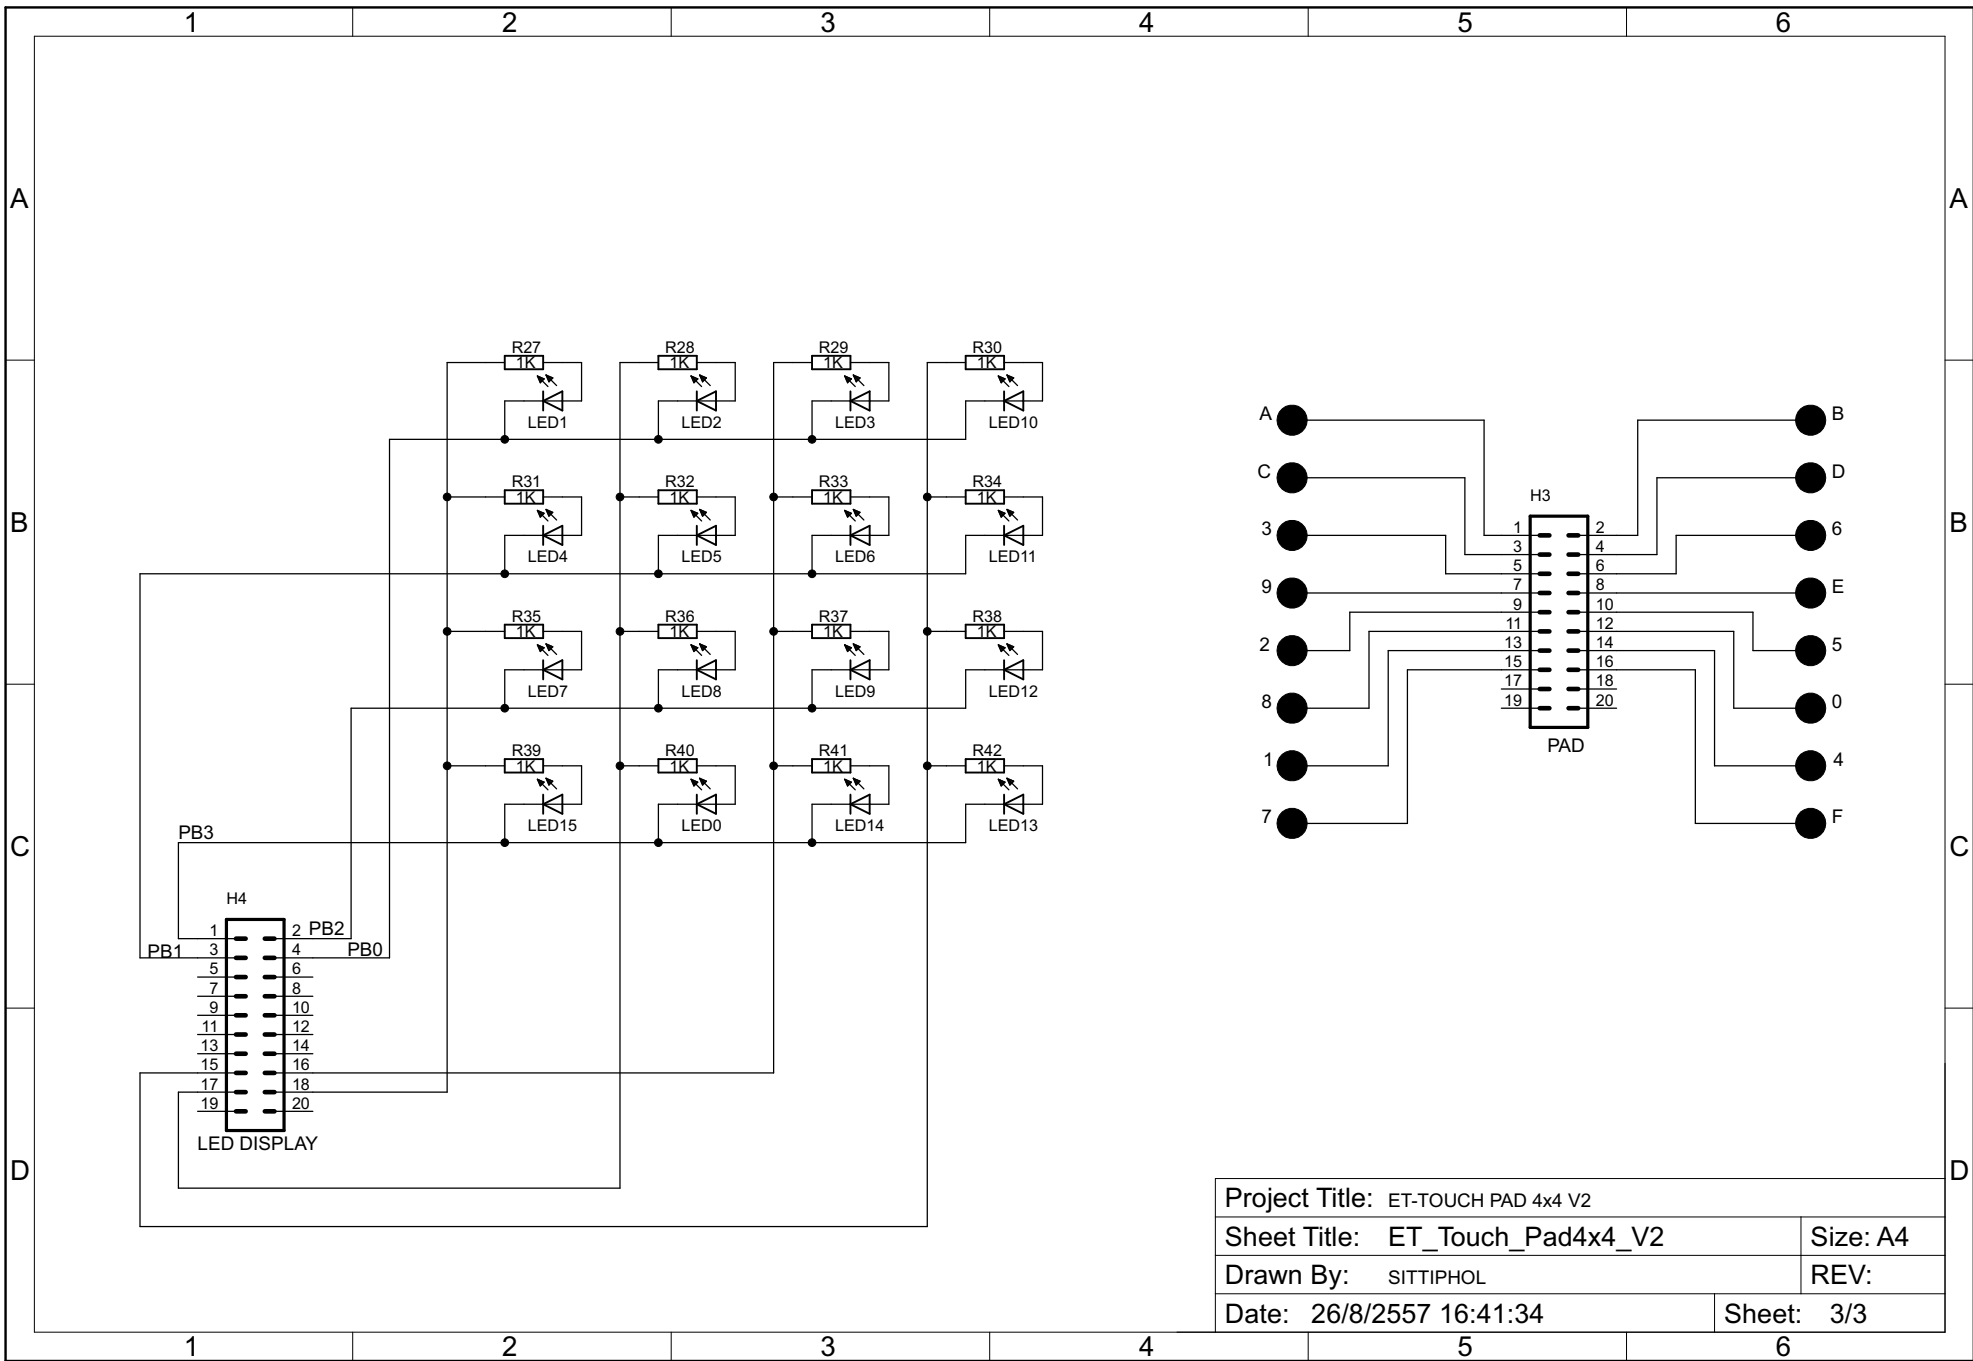 1 2 3 4 5 6
A A
R27 R28 R29 R30
1K 1K 1K 1K
LED1 LED2 LED3 LED10
R31 R32 R33 R34
1K 1K 1K 1K
LED4 LED5 LED6 LED11
B B
R35 R36 R37 R38
1K 1K 1K 1K
LED7 LED8 LED9 LED12
R39 R40 R41 R42
1K 1K 1K 1K
LED15 LED0 LED14 LED13
C C
PB3
H4
1 2 PB2
PB1 3 4 PB0
5 6
7 8
9 10
11 12
13 14
15 16
17 18
19 20
LED DISPLAY
D D
A B
C D
3 6
9 E
2 5
8 0
1 4
7 F
H3
1 2
3 4
5 6
7 8
9 10
11 12
13 14
15 16
17 18
19 20
PAD
Project Title: ET-TOUCH PAD 4x4 V2
Sheet Title: ET_Touch_Pad4x4_V2 Size: A4
Drawn By: SITTIPHOL REV:
Date: 26/8/2557 16:41:34 Sheet: 3/3
1 2 3 4 5 6